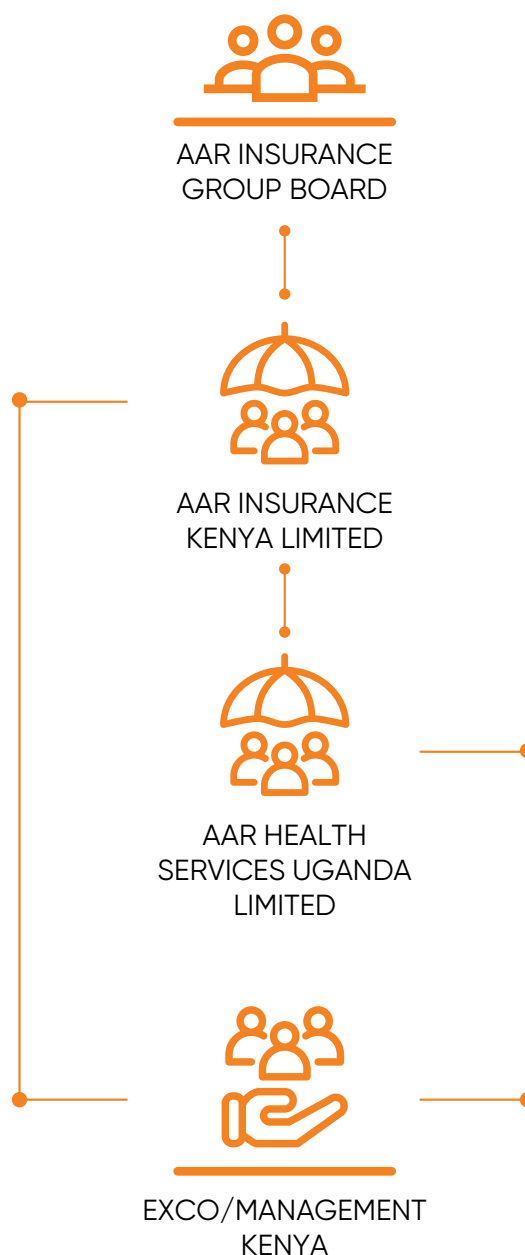 AAR INSURANCE
GROUP BOARD
AAR INSURANCE
KENYA LIMITED
AAR HEALTH
SERVICES UGANDA
LIMITED
EXCO/MANAGEMENT
KENYA